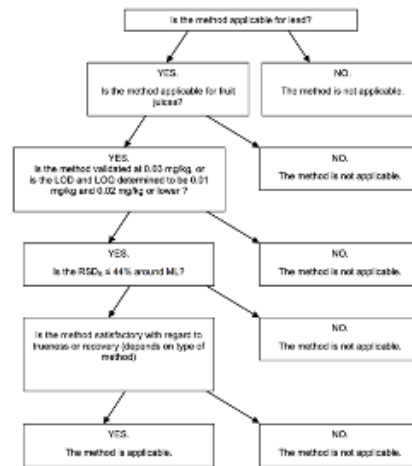 Is the method applicable for lead?
YES.
Is the method applicable for fruit
juices?
NO.
The method is not applicable.
YES.
Is the method validated at 0.03 mg/kg, or
is the LOD and LOQ determined to be 0.01
mg/kg and 0.02 mg/kg or lower ?
NO.
The method is not applicable.
YES.
Is the RSDR ≤ 44% around ML?
NO.
The method is not applicable.
Is the method satisfactory with regard to
trueness or recovery (depends on type of
method)
NO.
The method is not applicable.
YES.
The method is applicable.
NO.
The method is not applicable.